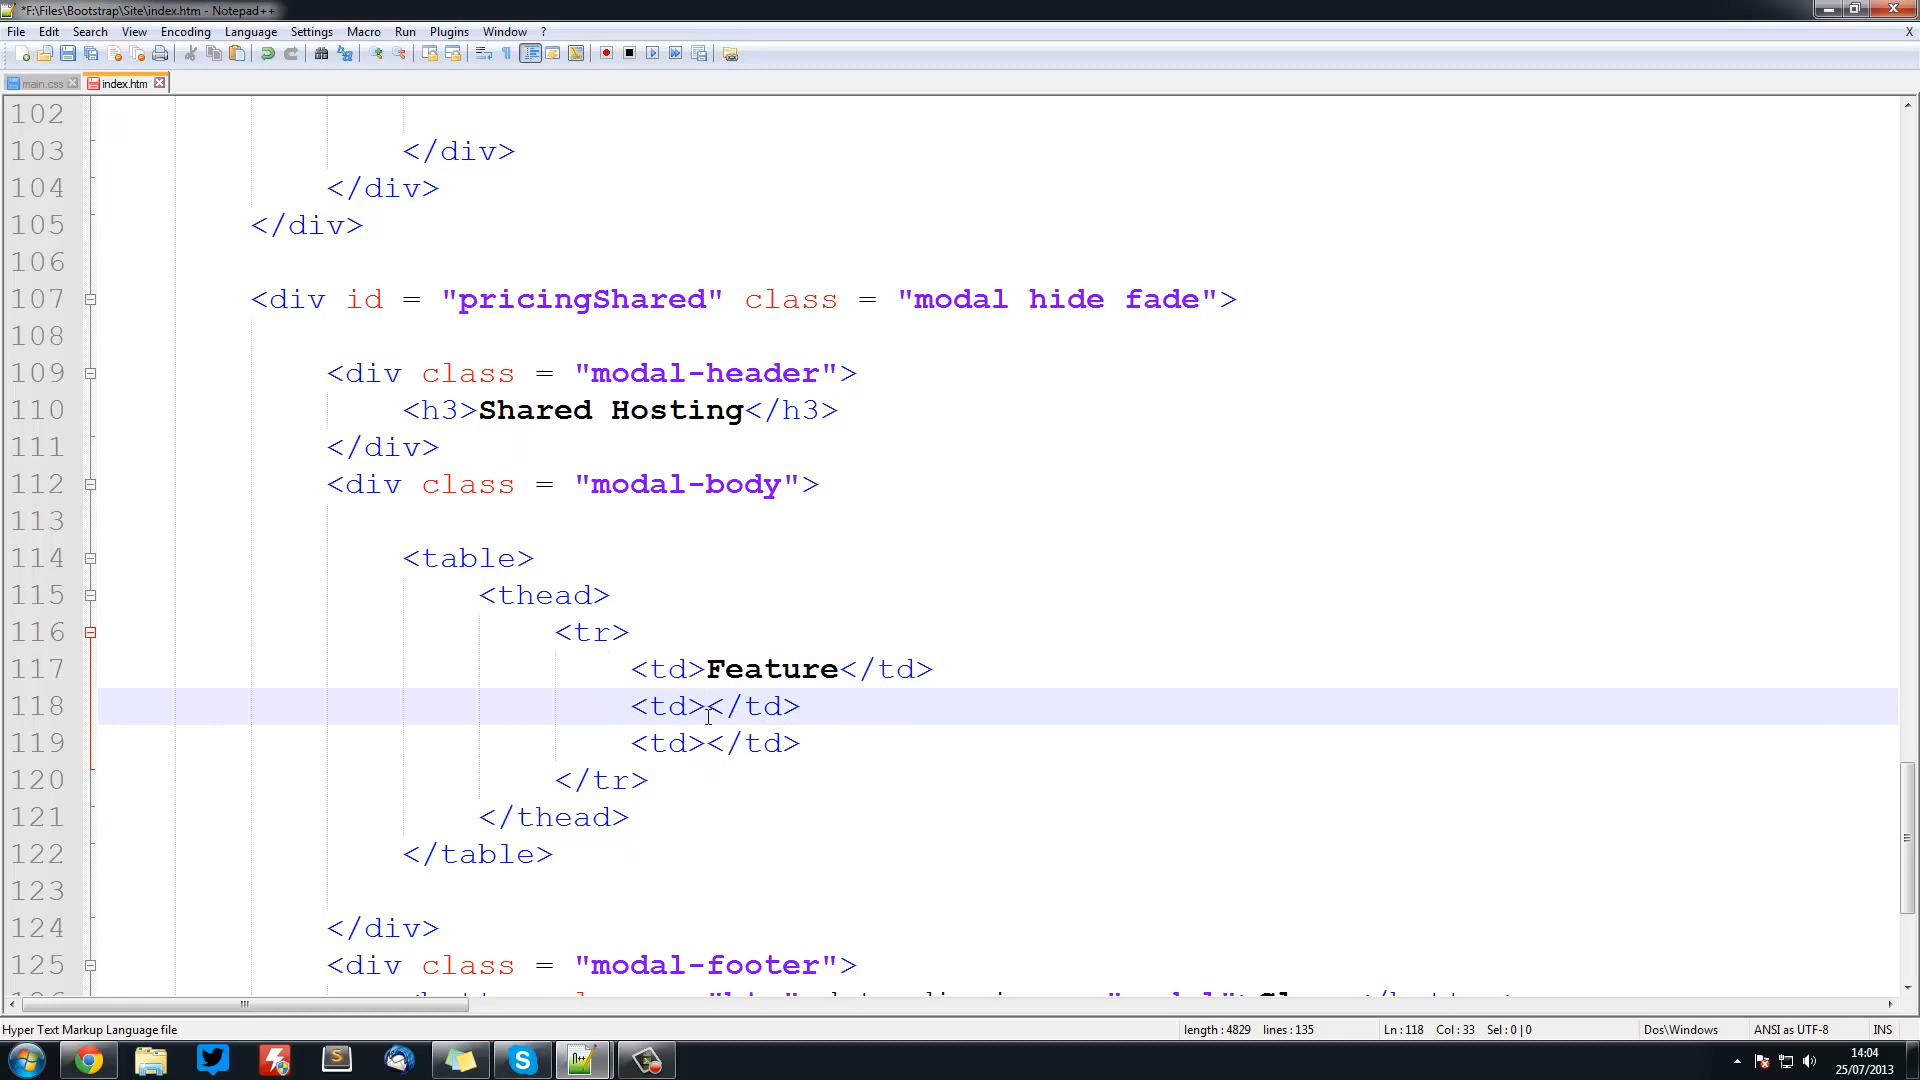 *F:\Files\Bootstrap\Site\index.htm - Notepad++
File Edit Search View Encoding Language Settings Macro Run Plugins Window ? X
main.css index.htm
102
103 </div>
104 </div>
105 </div>
106
107 <div id = "pricingShared" class = "modal hide fade">
108
109 <div class = "modal-header">
110 <h3>Shared Hosting</h3>
111 </div>
112 <div class = "modal-body">
113
114 <table>
115 <thead>
116 <tr>
117 <td>Feature</td>
118 <td></td>
119 <td></td>
120 </tr>
121 </thead>
122 </table>
123
124 </div>
125 <div class = "modal-footer">
Hyper Text Markup Language file length : 4829 lines : 135 Ln : 118 Col : 33 Sel : 0 | 0 Dos\Windows ANSI as UTF-8 INS
14:04
25/07/2013